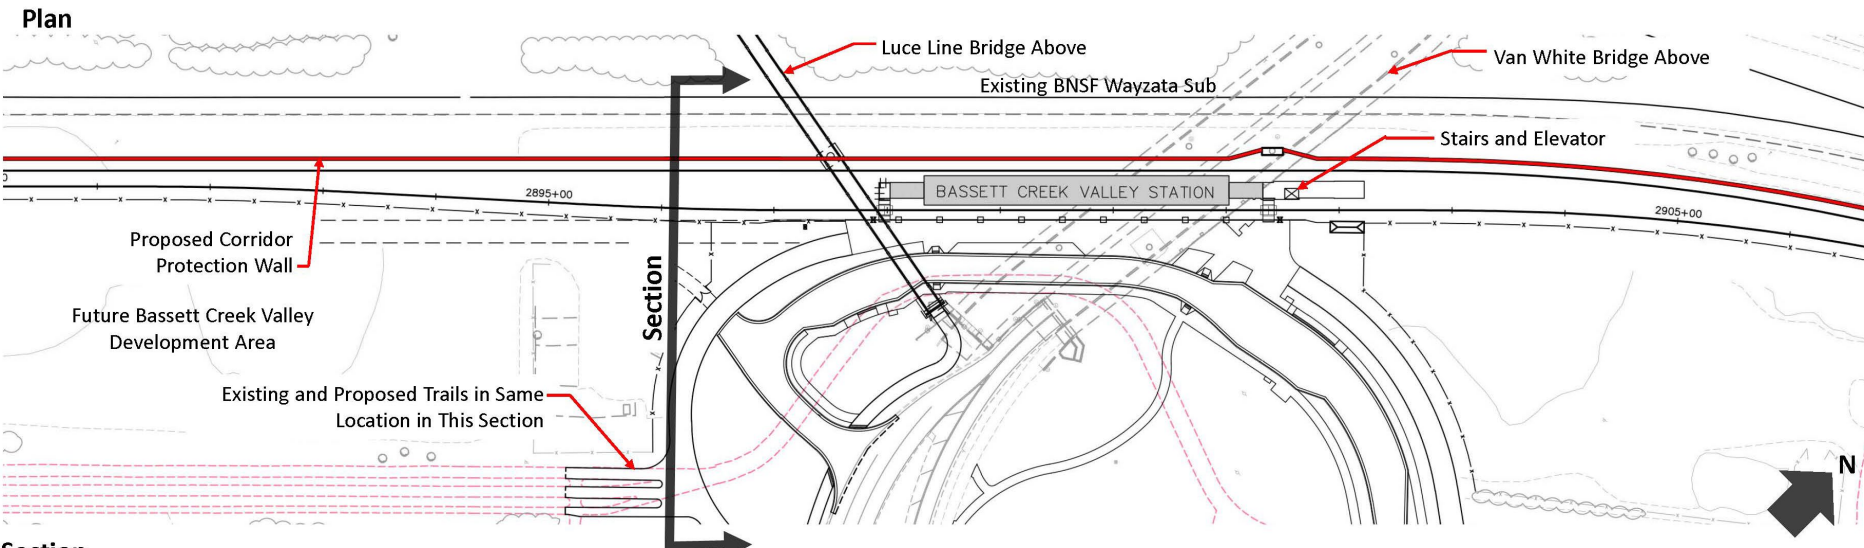 Plan
Luce Line Bridge Above
Van White Bridge Above
Existing BNSF Wayzata Sub
Stairs and Elevator
BASSETT CREEK VALLEY STATION
2895+00
2905+00
Proposed Corridor
Protection Wall
Section
Future Bassett Creek Valley
Development Area
Existing and Proposed Trails in Same
Location in This Section
N
Section